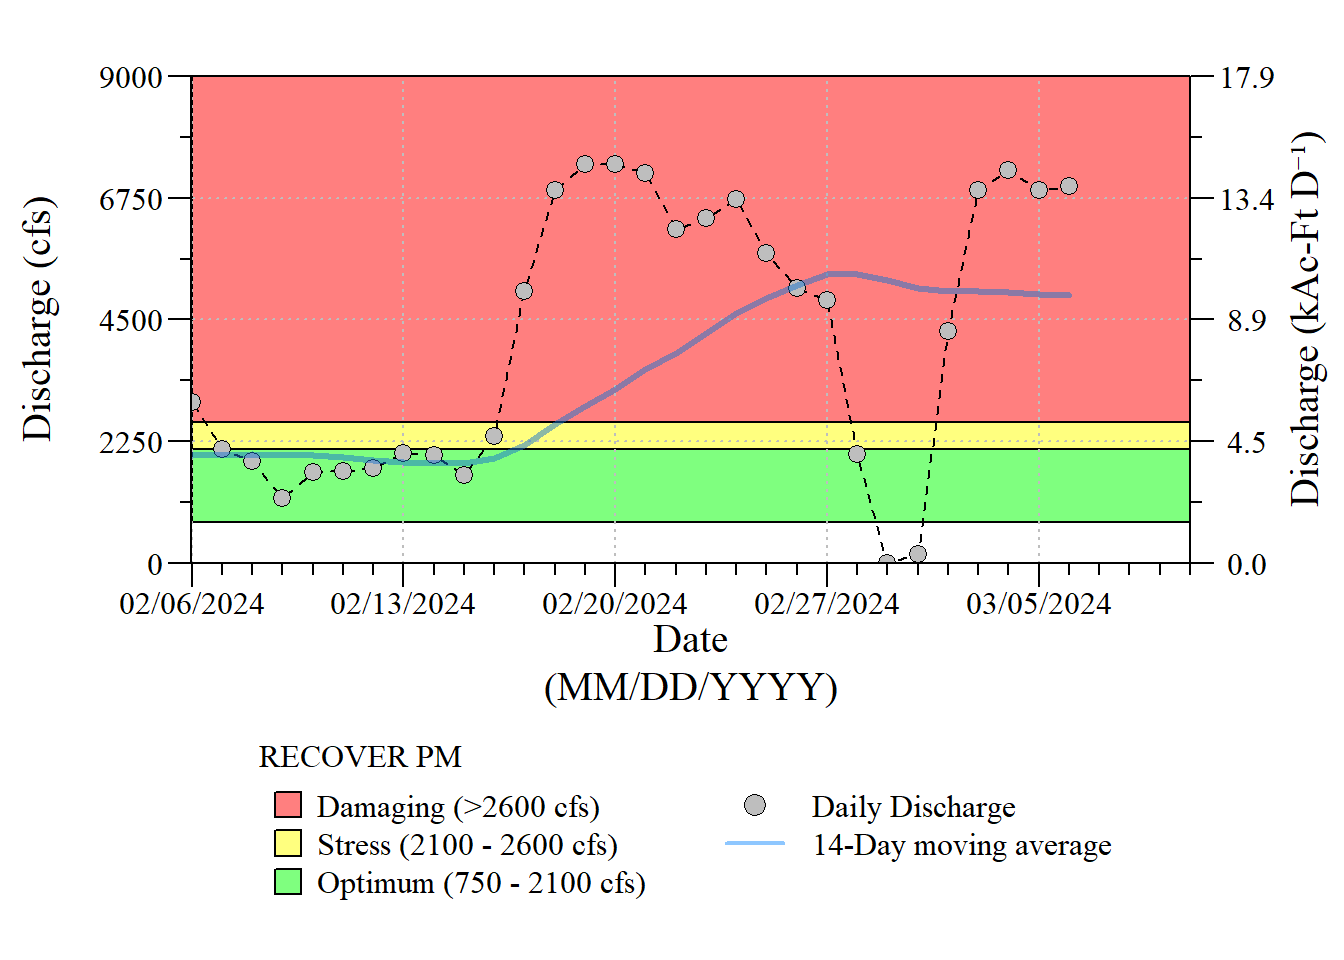 9000
6750
4500
2250
0
Discharge (cfs)
17.9
13.4
8.9
4.5
0.0
Discharge (kAc-Ft D⁻¹)
02/06/2024 02/13/2024 02/20/2024 02/27/2024 03/05/2024
Date
(MM/DD/YYYY)
RECOVER PM
Damaging (>2600 cfs)
Stress (2100 - 2600 cfs)
Optimum (750 - 2100 cfs)
Daily Discharge
14-Day moving average